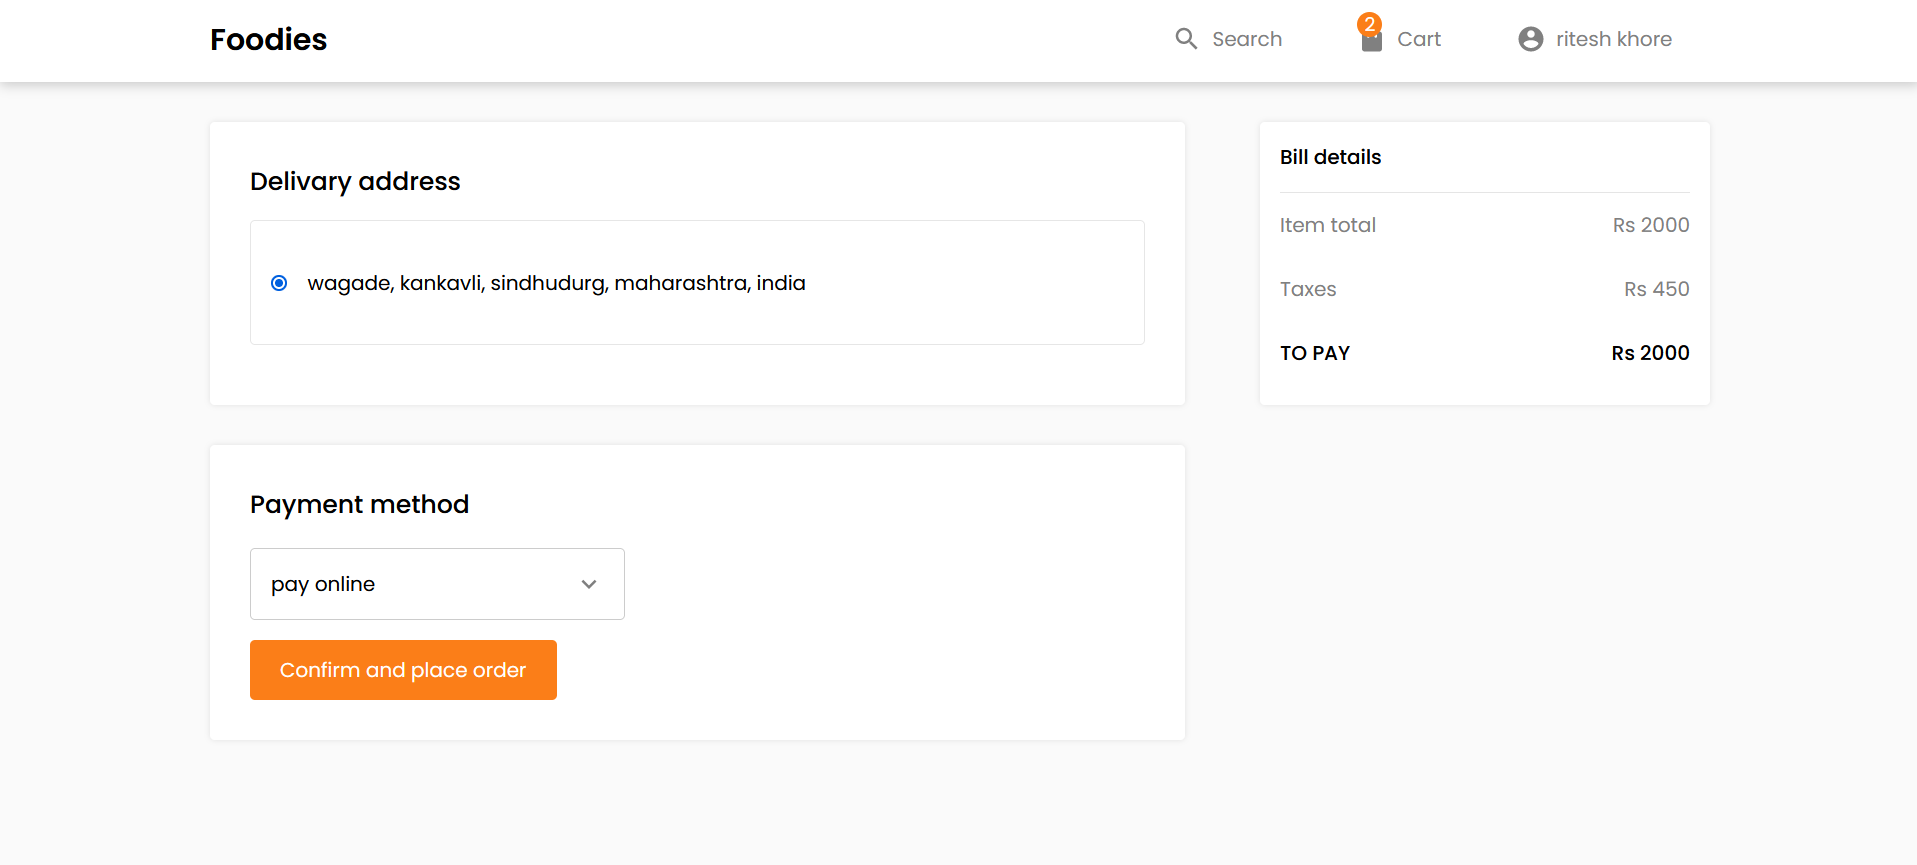 Foodies
Search
2
Cart
ritesh khore
Delivary address
wagade, kankavli, sindhudurg, maharashtra, india
Bill details
Item total Rs 2000
Taxes Rs 450
TO PAY Rs 2000
Payment method
pay online
Confirm and place order